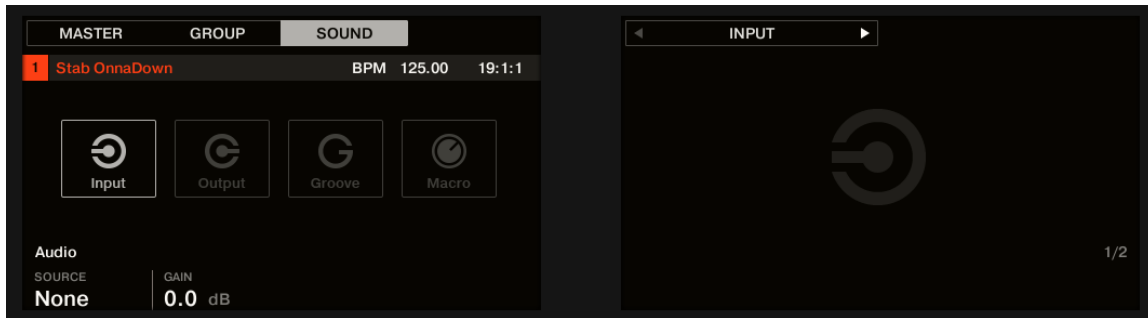 MASTER GROUP SOUND
1 Stab OnnaDown BPM 125.00 19:1:1
Input Output Groove Macro
Audio
SOURCE GAIN
None 0.0 dB
INPUT
1/2